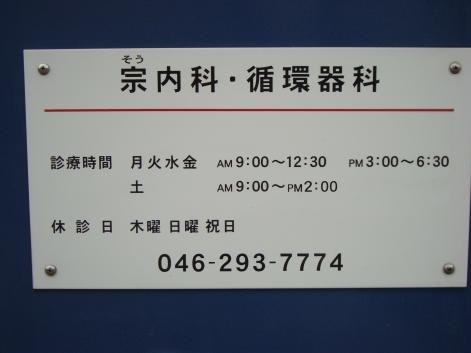 そう
宗内科・循環器科
診療時間 月火水金 AM9:00〜12:30 PM3:00〜6:30
土 AM9:00〜PM2:00
休診日 木曜 日曜 祝日
046-293-7774